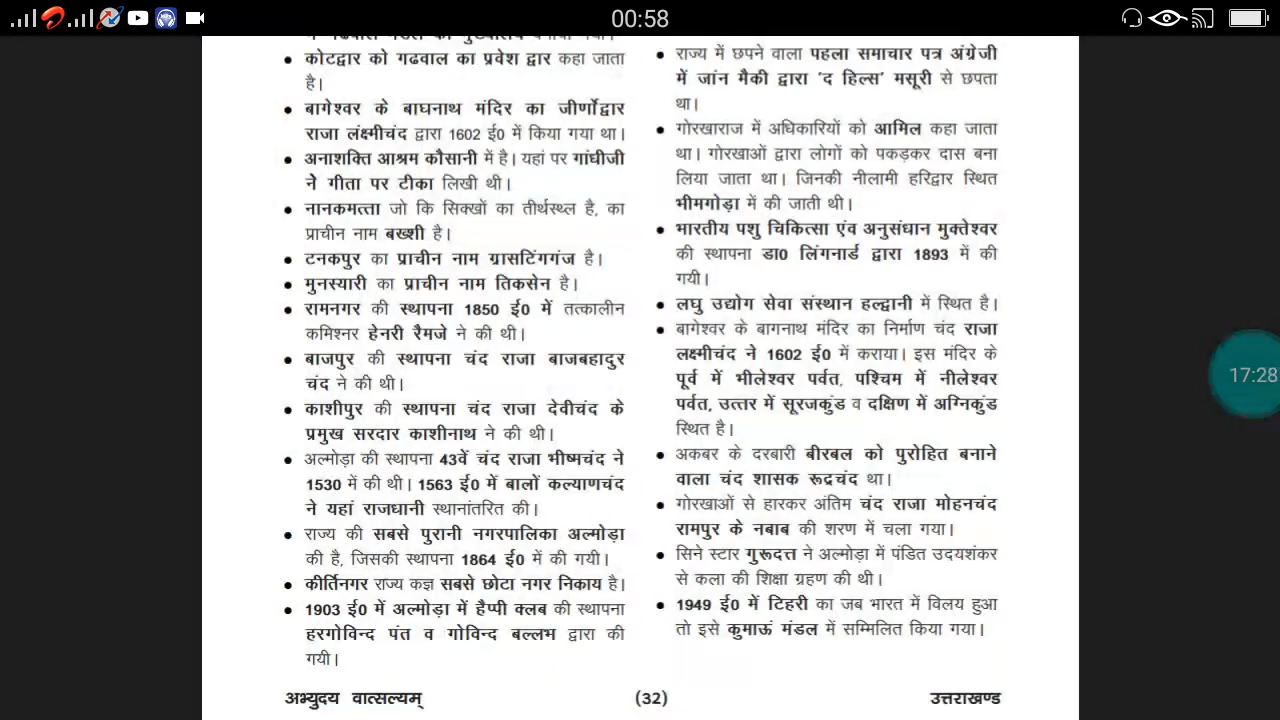 00:58
कोटद्वार को गढवाल का प्रवेश द्वार कहा जाता
है।
बागेश्वर के बाघनाथ मंदिर का जीर्णोद्वार
राजा लंक्ष्मीचंद द्वारा 1602 ई0 में किया गया था।
अनाशक्ति आश्रम कौसानी में है। यहां पर गांधीजी
ने गीता पर टीका लिखी थी।
नानकमत्ता जो कि सिक्खों का तीर्थस्थ्ल है, का
प्राचीन नाम बख्शी है।
टनकपुर का प्राचीन नाम ग्रासटिंगगंज है।
मुनस्यारी का प्राचीन नाम तिकसेन है।
रामनगर की स्थापना 1850 ई0 में तत्कालीन
कमिश्नर हेनरी रैमजे ने की थी।
बाजपुर की स्थापना चंद राजा बाजबहादुर
चंद ने की थी।
काशीपुर की स्थापना चंद राजा देवीचंद के
प्रमुख सरदार काशीनाथ ने की थी।
अल्मोड़ा की स्थापना 43वें चंद राजा भीष्मचंद ने
1530 में की थी। 1563 ई0 में बालों कल्याणचंद
ने यहां राजधानी स्थानांतरित की।
राज्य की सबसे पुरानी नगरपालिका अल्मोड़ा
की है, जिसकी स्थापना 1864 ई0 में की गयी।
कीर्तिनगर राज्य कज्ञ सबसे छोटा नगर निकाय है।
1903 ई0 में अल्मोड़ा में हैप्पी क्लब की स्थापना
हरगोविन्द पंत व गोविन्द बल्लभ द्वारा की
गयी।
राज्य में छपने वाला पहला समाचार पत्र अंग्रेजी
में जांन मैकी द्वारा 'द हिल्स' मसूरी से छपता
था।
गोरखाराज में अधिकारियों को आमिल कहा जाता
था। गोरखाओं द्वारा लोगों को पकड़कर दास बना
लिया जाता था। जिनकी नीलामी हरिद्वार स्थित
भीमगोड़ा में की जाती थी।
भारतीय पशु चिकित्सा एंव अनुसंधान मुक्तेश्वर
की स्थापना डा0 लिंगनार्ड द्वारा 1893 में की
गयी।
लघु उद्योग सेवा संस्थान हल्द्वानी में स्थित है।
बागेश्वर के बागनाथ मंदिर का निर्माण चंद राजा
लक्ष्मीचंद ने 1602 ई0 में कराया। इस मंदिर के
पूर्व में भीलेश्वर पर्वत, पश्चिम में नीलेश्वर
पर्वत, उत्तर में सूरजकुंड व दक्षिण में अग्निकुंड
स्थित है।
अकबर के दरबारी बीरबल को पुरोहित बनाने
वाला चंद शासक रूद्रचंद था।
गोरखाओं से हारकर अंतिम चंद राजा मोहनचंद
रामपुर के नबाब की शरण में चला गया।
सिने स्टार गुरूदत्त ने अल्मोड़ा में पंडित उदयशंकर
से कला की शिक्षा ग्रहण की थी।
1949 ई0 में टिहरी का जब भारत में विलय हुआ
तो इसे कुमाऊं मंडल में सम्मिलित किया गया।
17:28
अभ्युदय वात्सल्यम् (32) उत्तराखण्ड